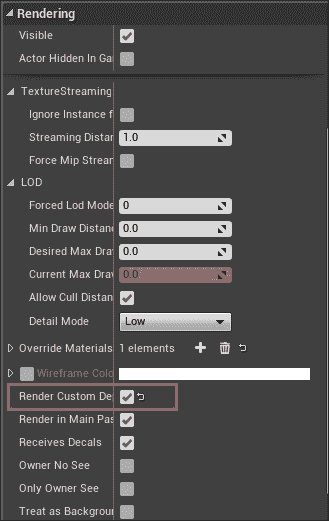 Rendering
Visible
Actor Hidden In Ga
TextureStreaming
Ignore Instance f
Streaming Distan 1.0
Force Mip Strean
LOD
Forced Lod Mode 0
Min Draw Distanc 0.0
Desired Max Dra 0.0
Current Max Draw 0.0
Allow Cull Distan
Detail Mode Low
Override Materials 1 elements
Wireframe Colo
Render Custom De
Render in Main Pas
Receives Decals
Owner No See
Only Owner See
Treat as Backgroun